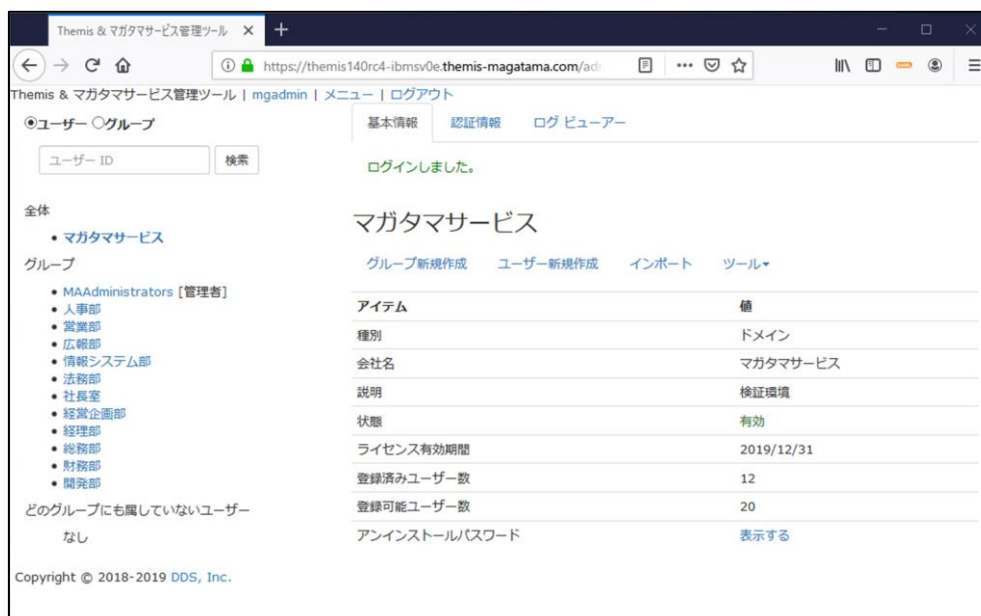 Themis & マガタマサービス管理ツール
https://themis140rc4-ibmsv0e.themis-magatama.com/adr
Themis & マガタマサービス管理ツール | mgadmin | メニュー | ログアウト
ユーザー グループ
ユーザー ID 検索
全体
マガタマサービス
グループ
MAAdministrators [管理者]
人事部
営業部
広報部
情報システム部
法務部
社長室
経営企画部
経理部
総務部
財務部
開発部
どのグループにも属していないユーザー
なし
基本情報 認証情報 ログ ビューアー
ログインしました。
マガタマサービス
グループ新規作成 ユーザー新規作成 インポート ツール
アイテム 値
種別 ドメイン
会社名 マガタマサービス
説明 検証環境
状態 有効
ライセンス有効期間 2019/12/31
登録済みユーザー数 12
登録可能ユーザー数 20
アンインストールパスワード 表示する
Copyright © 2018-2019 DDS, Inc.